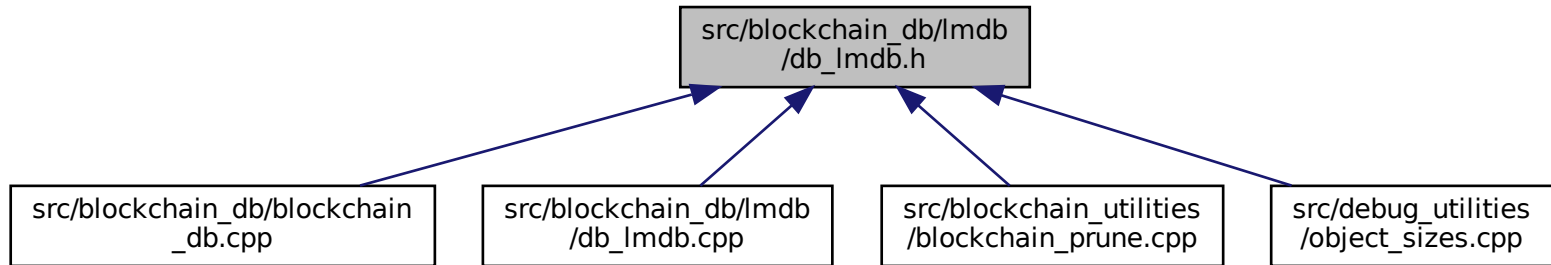 src/blockchain_db/lmdb
/db_lmdb.h
src/blockchain_db/blockchain
_db.cpp
src/blockchain_db/lmdb
/db_lmdb.cpp
src/blockchain_utilities
/blockchain_prune.cpp
src/debug_utilities
/object_sizes.cpp